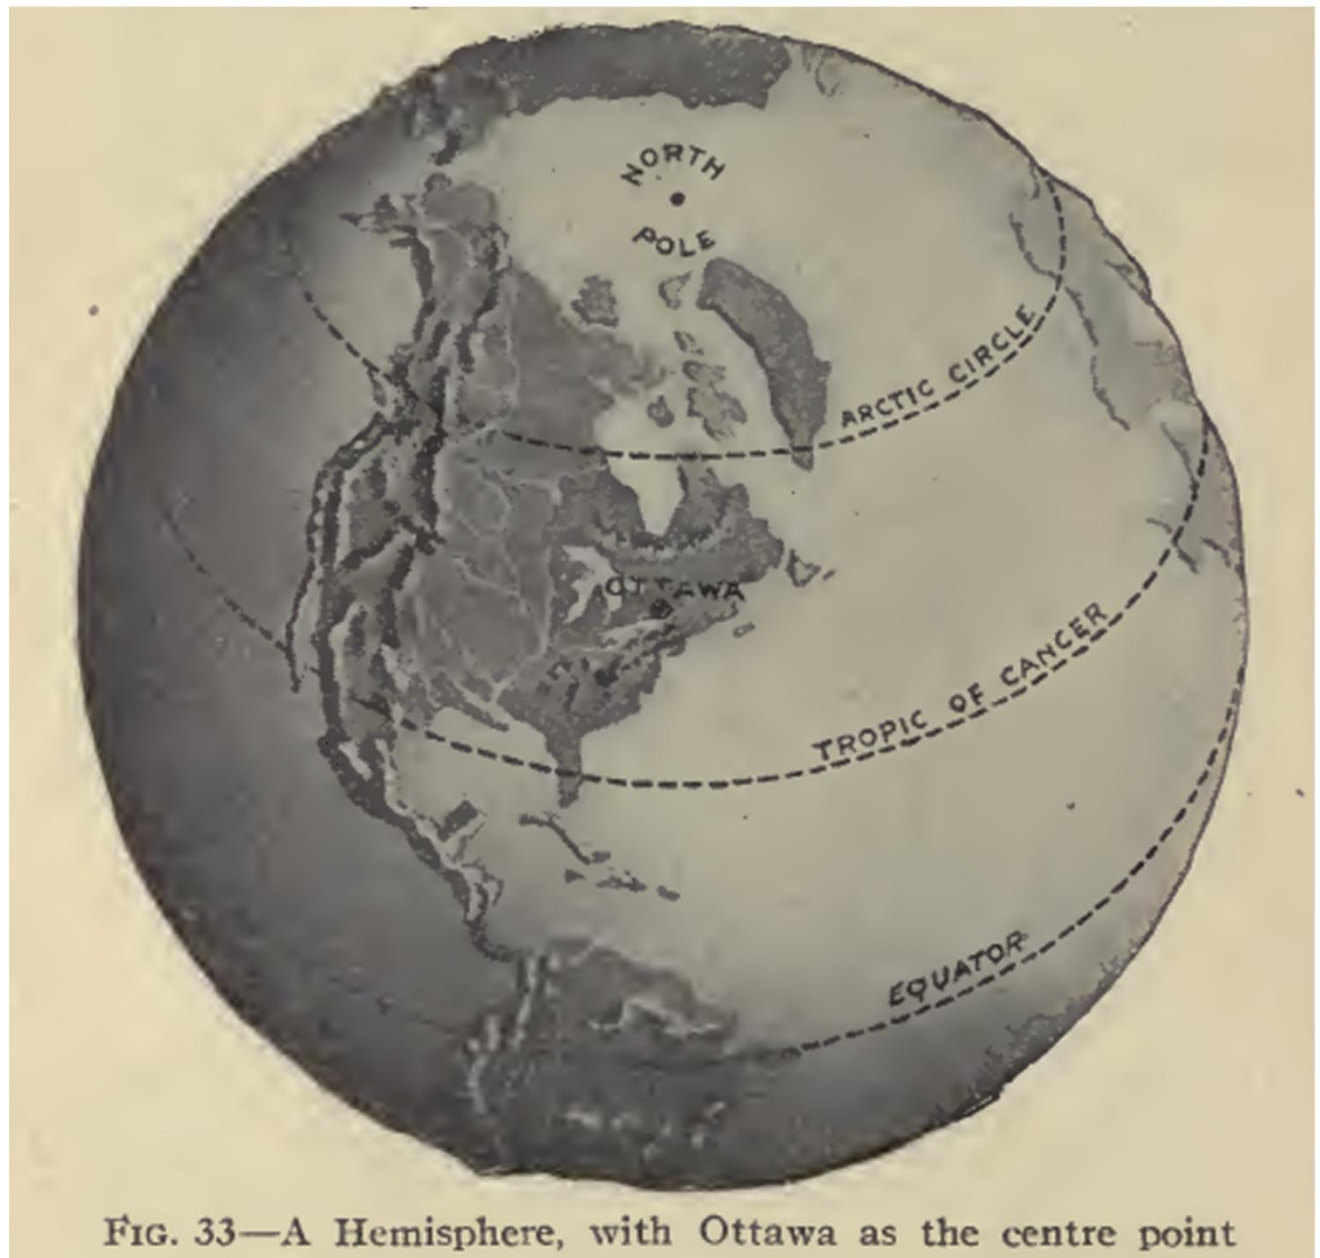 NORTH
POLE
ARCTIC CIRCLE
OTTAWA
TROPIC OF CANCER
EQUATOR
FIG. 33—A Hemisphere, with Ottawa as the centre point